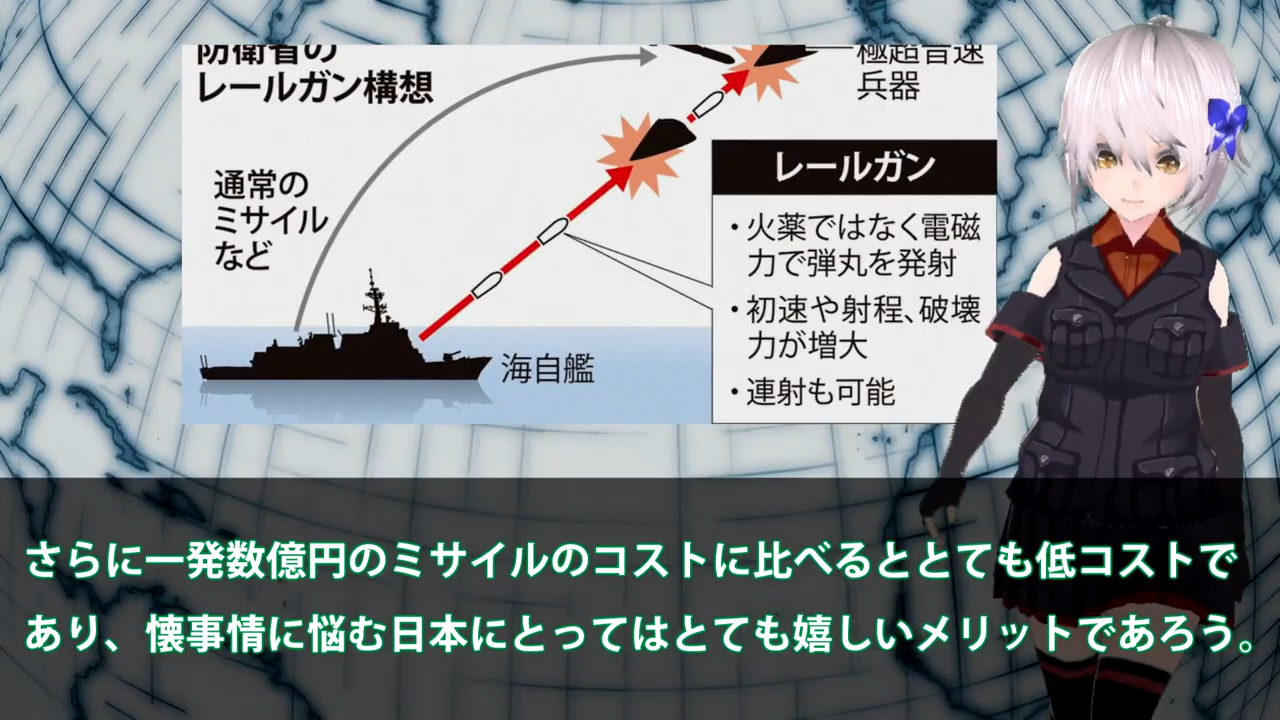 防衛省の
レールガン構想
極超音速
兵器
通常の
ミサイル
など
レールガン
・火薬ではなく電磁
力で弾丸を発射
・初速や射程、破壊
力が増大
・連射も可能
海自艦
さらに一発数億円のミサイルのコストに比べるととても低コストで
あり、懐事情に悩む日本にとってはとても嬉しいメリットであろう。